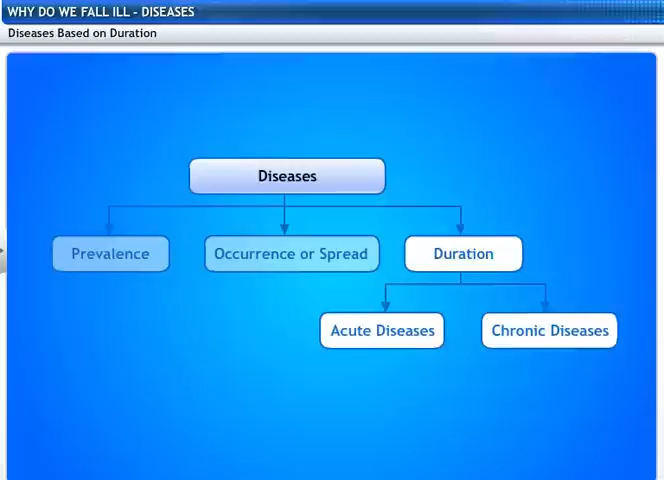 WHY DO WE FALL ILL - DISEASES
Diseases Based on Duration
Diseases
Prevalence
Occurrence or Spread
Duration
Acute Diseases
Chronic Diseases